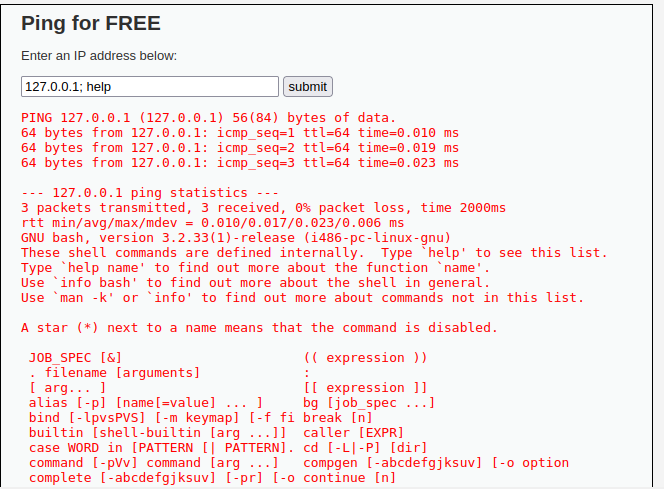 Ping for FREE
Enter an IP address below:
127.0.0.1; help submit
PING 127.0.0.1 (127.0.0.1) 56(84) bytes of data.
64 bytes from 127.0.0.1: icmp_seq=1 ttl=64 time=0.010 ms
64 bytes from 127.0.0.1: icmp_seq=2 ttl=64 time=0.019 ms
64 bytes from 127.0.0.1: icmp_seq=3 ttl=64 time=0.023 ms
--- 127.0.0.1 ping statistics ---
3 packets transmitted, 3 received, 0% packet loss, time 2000ms
rtt min/avg/max/mdev = 0.010/0.017/0.023/0.006 ms
GNU bash, version 3.2.33(1)-release (i486-pc-linux-gnu)
These shell commands are defined internally.  Type `help' to see this list.
Type `help name' to find out more about the function `name'.
Use `info bash' to find out more about the shell in general.
Use `man -k' or `info' to find out more about commands not in this list.
A star (*) next to a name means that the command is disabled.
JOB_SPEC [&] (( expression ))
. filename [arguments] :
[ arg... ] [[ expression ]]
alias [-p] [name[=value] ... ] bg [job_spec ...]
bind [-lpvsPVS] [-m keymap] [-f fi break [n]
builtin [shell-builtin [arg ...]] caller [EXPR]
case WORD in [PATTERN [| PATTERN]. cd [-L|-P] [dir]
command [-pVv] command [arg ...] compgen [-abcdefgjksuv] [-o option
complete [-abcdefgjksuv] [-pr] [-o continue [n]